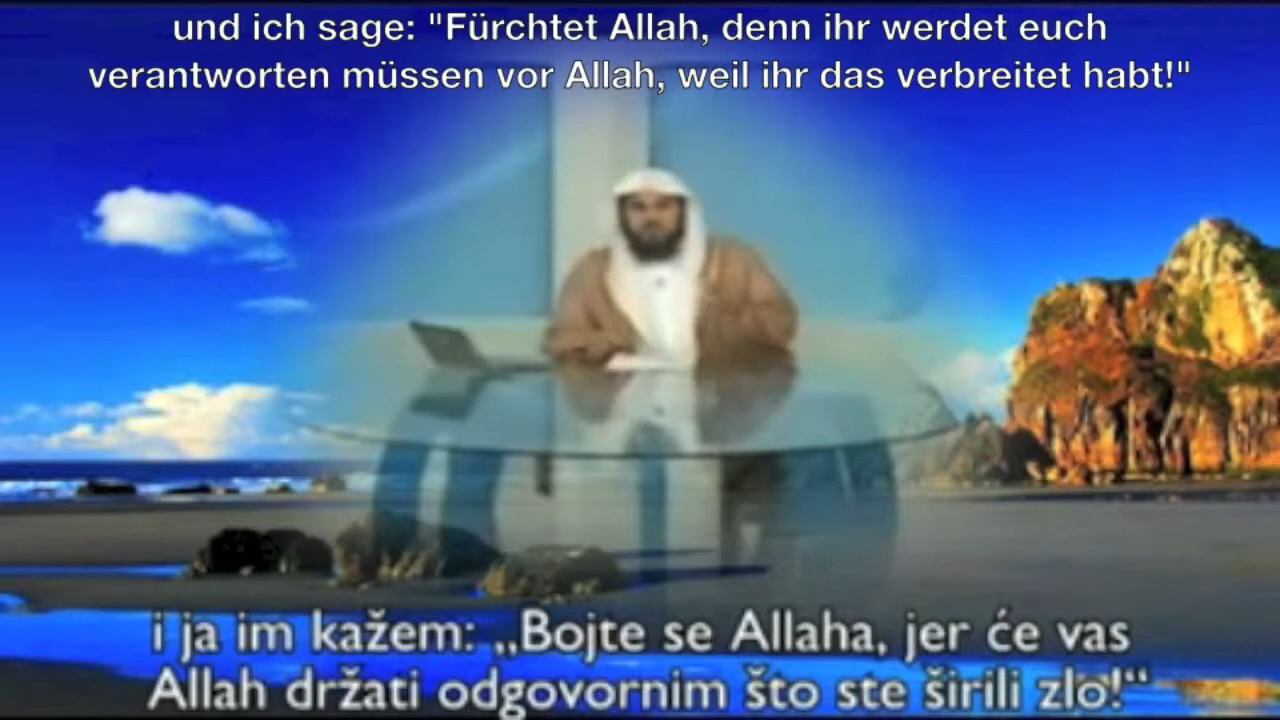 und ich sage: "Fürchtet Allah, denn ihr werdet euch
verantworten müssen vor Allah, weil ihr das verbreitet habt!"
i ja im kažem: „Bojte se Allaha, jer će vas
Allah držati odgovornim što ste širili zlo!“